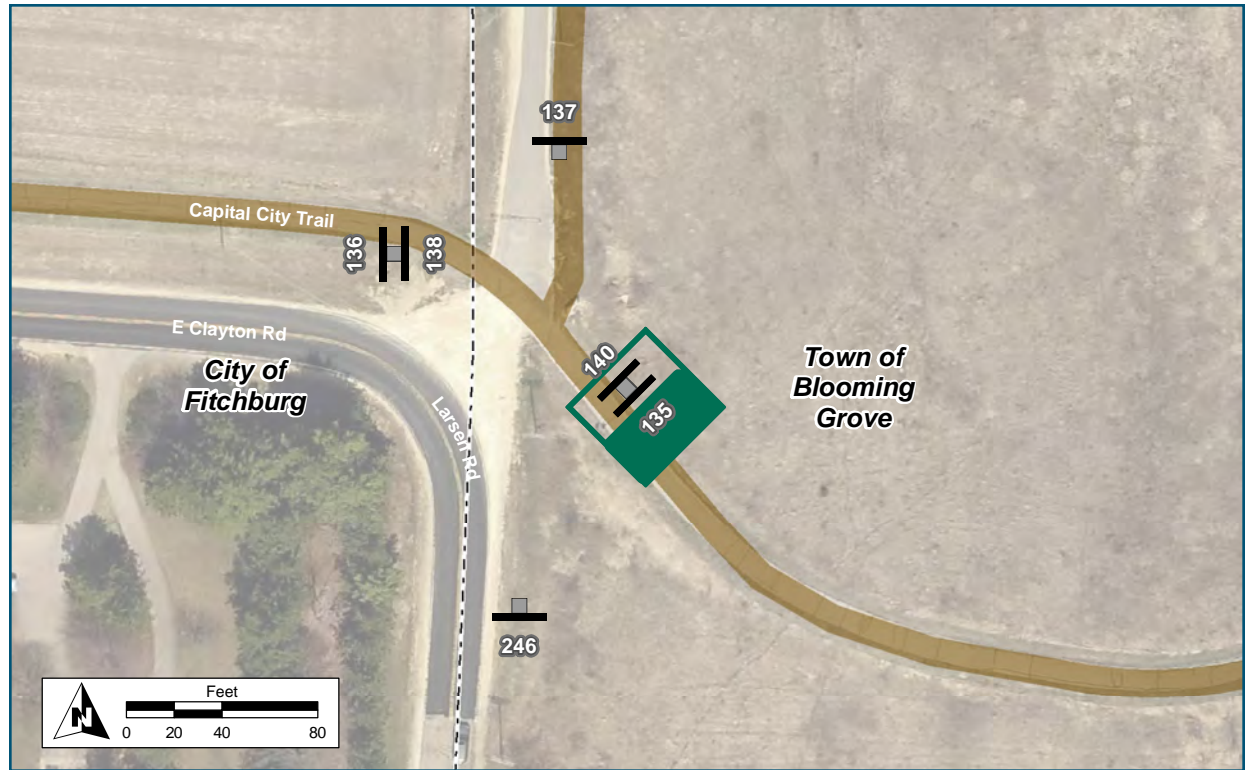 137
Capital City Trail
136
138
E Clayton Rd
City of
Fitchburg
Larsen Rd
140
135
Town of
Blooming
Grove
246
N
Feet
0 20 40 80